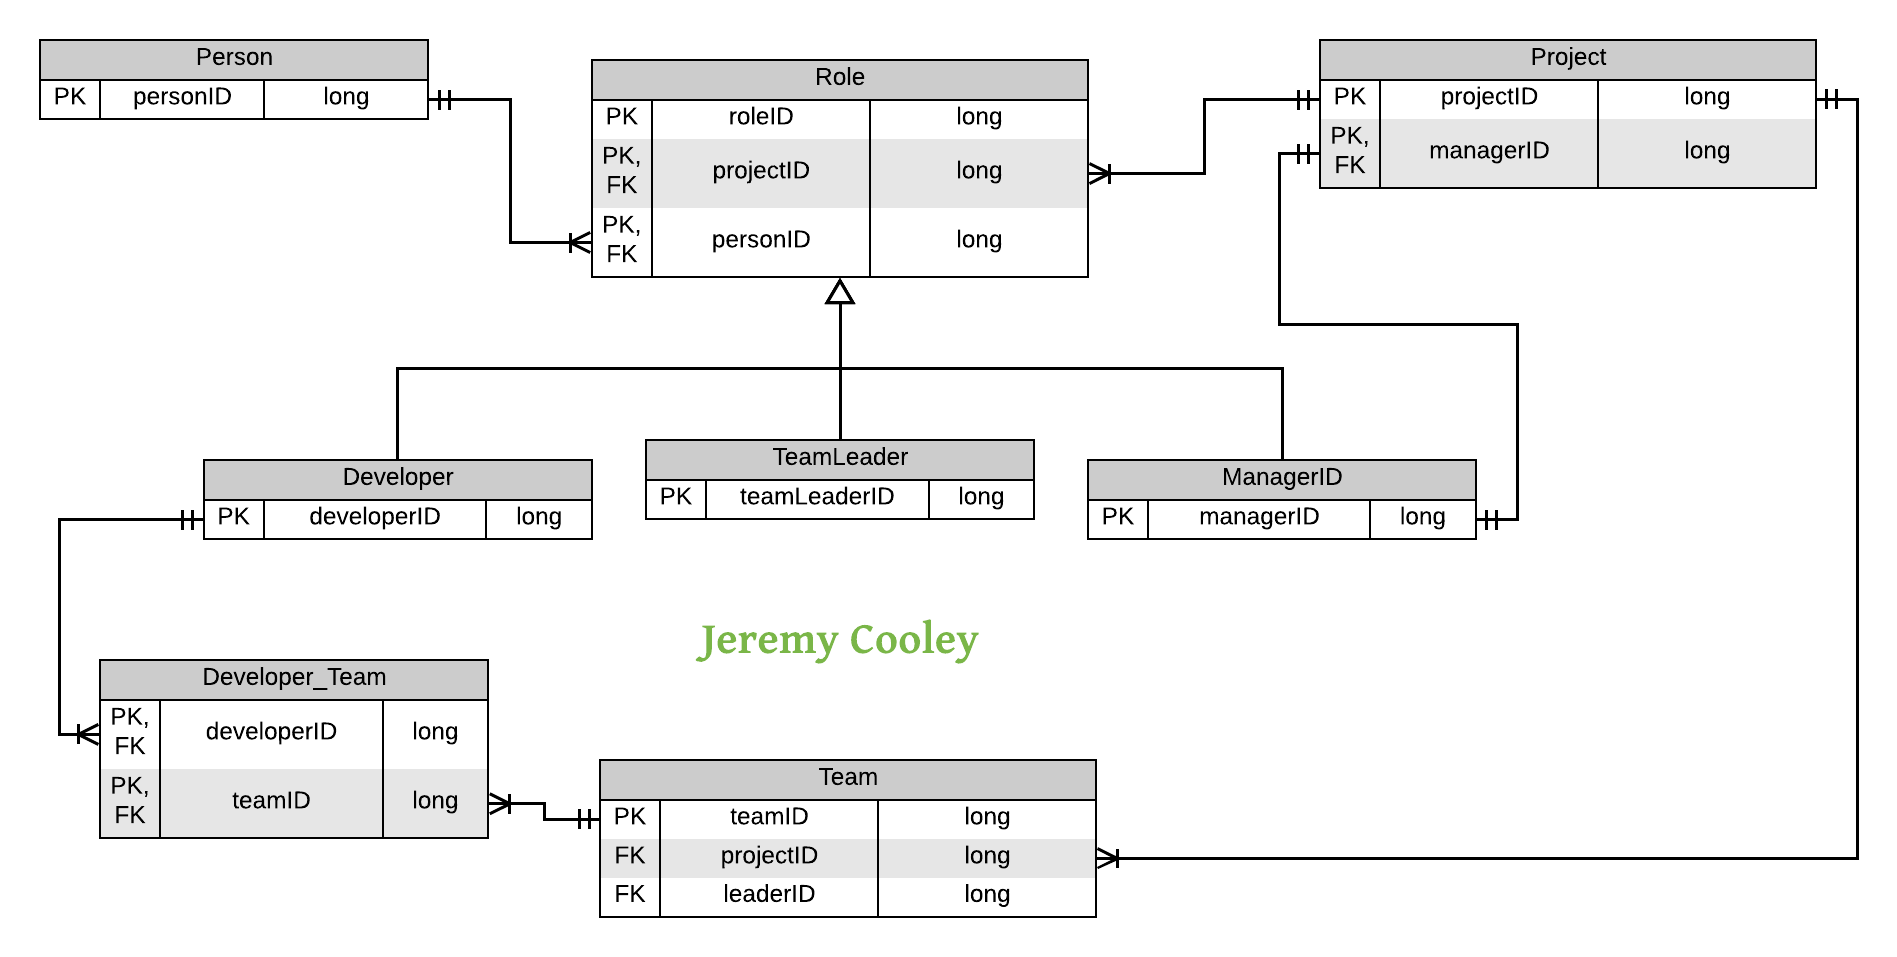 Person
PK personID long
Role
PK roleID long
PK,
FK projectID long
PK,
FK personID long
Project
PK projectID long
PK,
FK managerID long
Developer
PK developerID long
TeamLeader
PK teamLeaderID long
ManagerID
PK managerID long
Jeremy Cooley
Developer_Team
PK,
FK developerID long
PK,
FK teamID long
Team
PK teamID long
FK projectID long
FK leaderID long